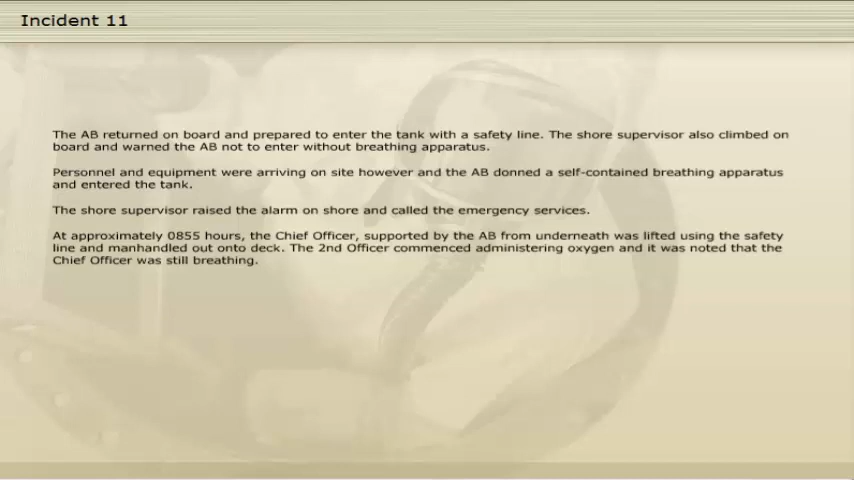 Incident 11
The AB returned on board and prepared to enter the tank with a safety line. The shore supervisor also climbed on
board and warned the AB not to enter without breathing apparatus.
Personnel and equipment were arriving on site however and the AB donned a self-contained breathing apparatus
and entered the tank.
The shore supervisor raised the alarm on shore and called the emergency services.
At approximately 0855 hours, the Chief Officer, supported by the AB from underneath was lifted using the safety
line and manhandled out onto deck. The 2nd Officer commenced administering oxygen and it was noted that the
Chief Officer was still breathing.